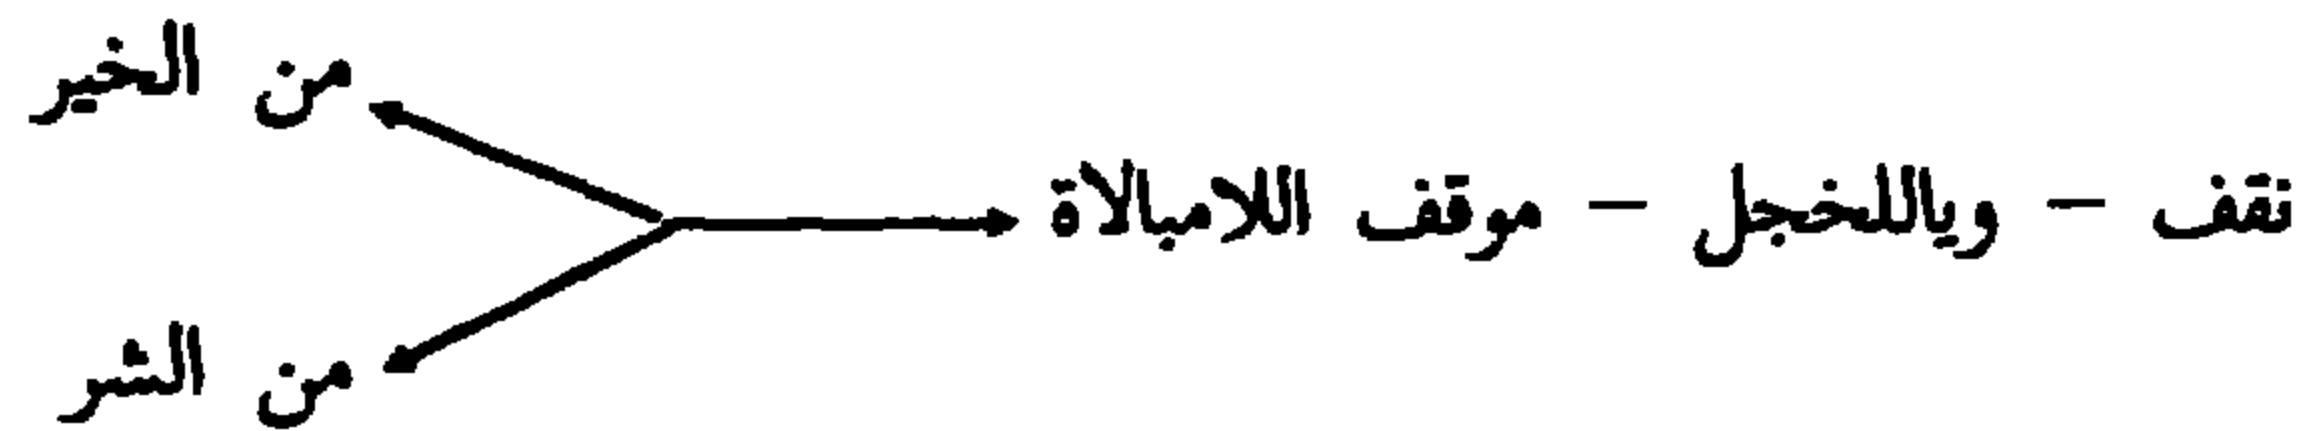 نقف - وياللخجل - موقف اللامبالاة
من الخير
من الشر